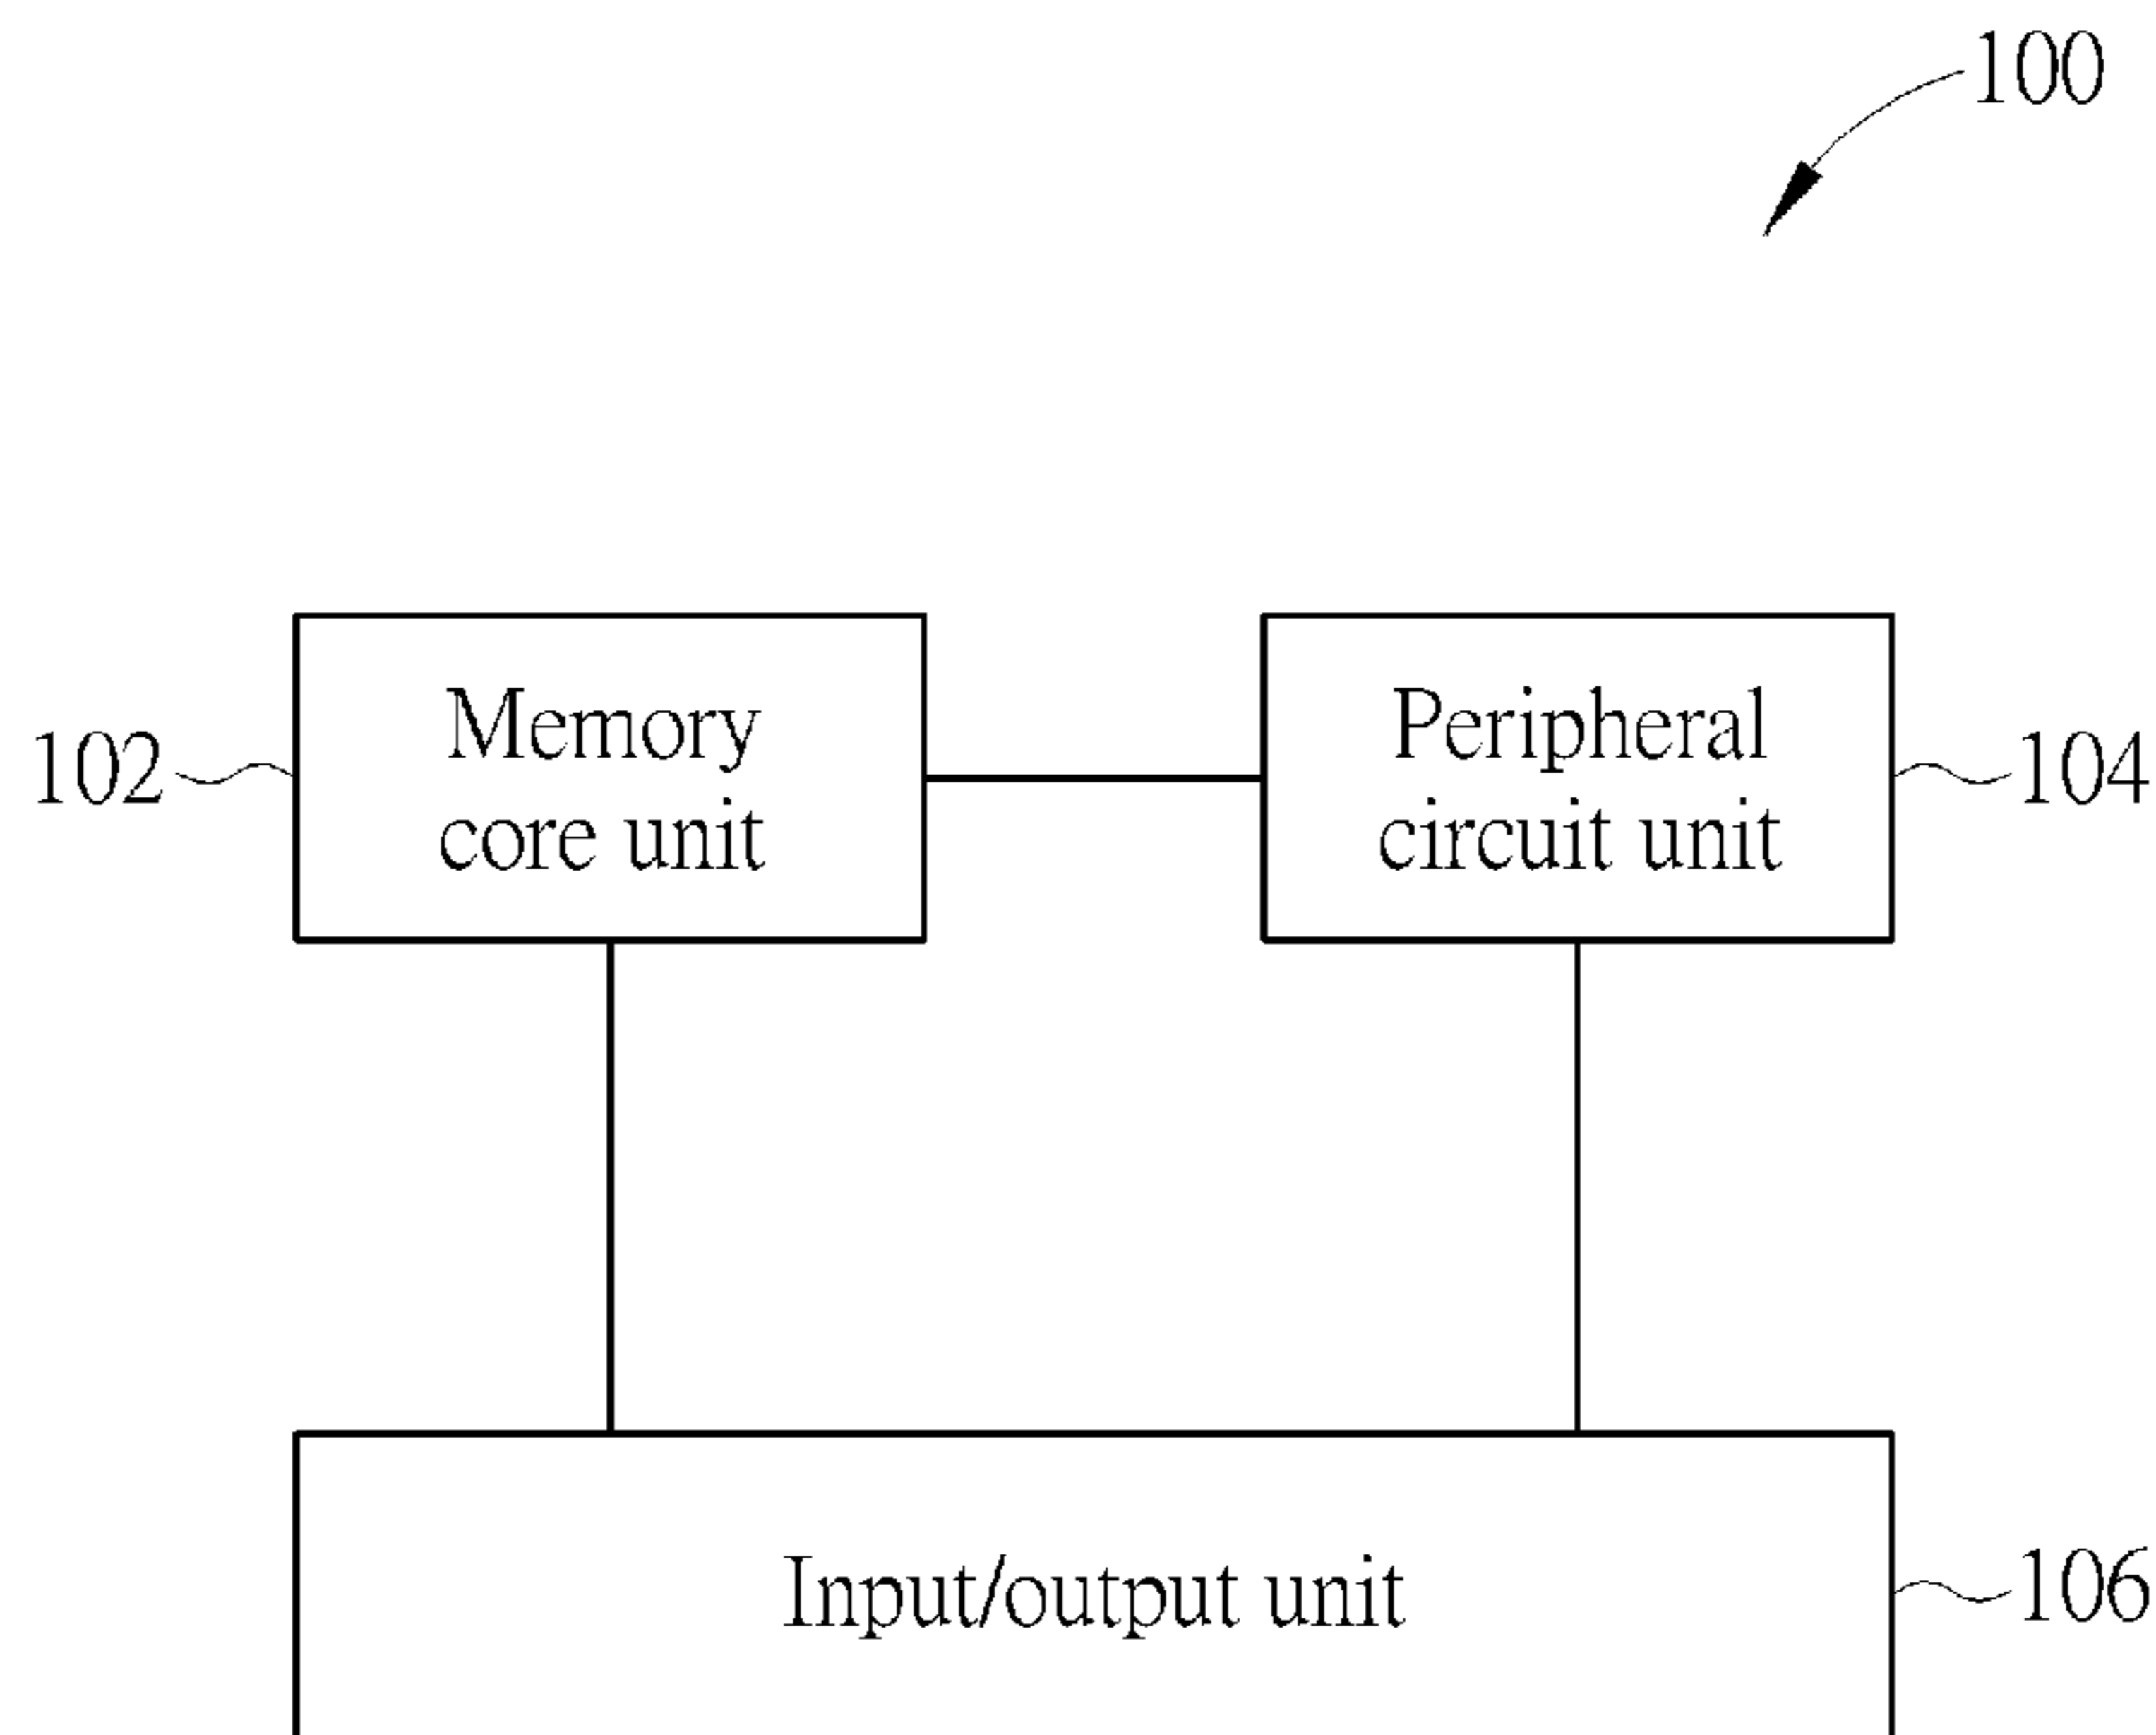 100
Memory
core unit
Peripheral
circuit unit
102
104
Input/output unit
106